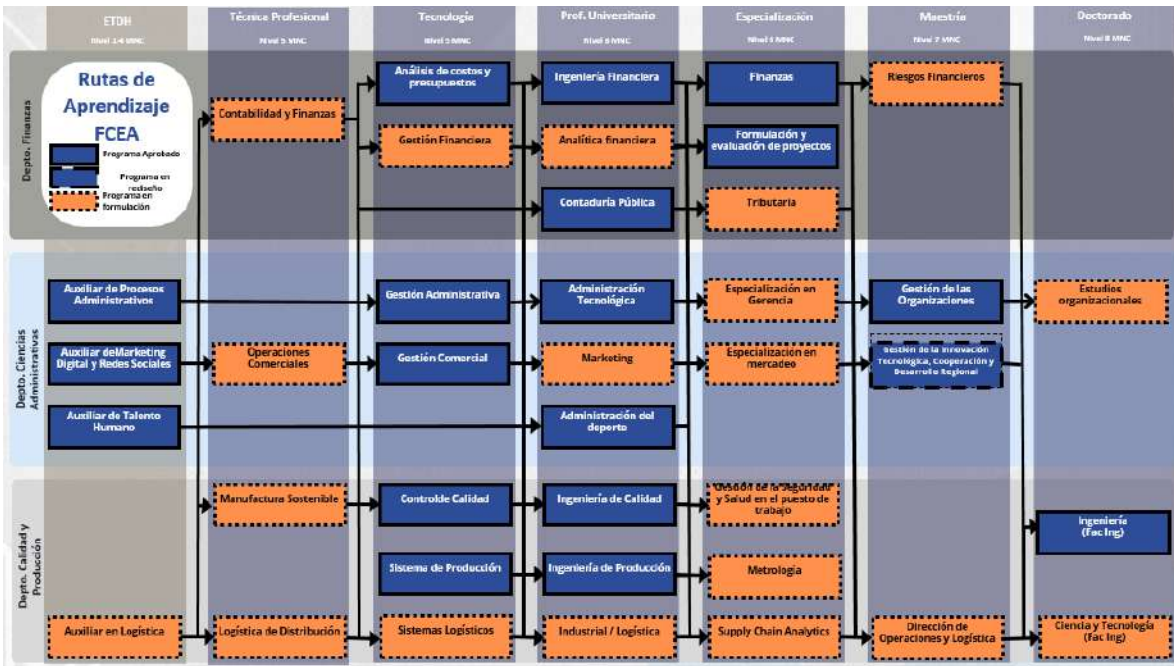 ETDH
Nivel 1-4 MNC
Técnica Profesional
Nivel 5 MNC
Tecnología
Nivel 5 MNC
Prof. Universitario
Nivel 6 MNC
Especialización
Maestría
Nivel 7 MNC
Doctorado
Nivel 8 MNC
Rutas de
Aprendizaje
FCEA
Programa Aprobado
Programa en
rediseño
Programa en
formulación
Depto. Finanzas
Contabilidad y Finanzas
Análisis de costos y
presupuestos
Ingeniería Financiera
Finanzas
Riesgos Financieros
Gestión Financiera
Analítica financiera
Formulación y
evaluación de proyectos
Contaduría Pública
Tributaria
Depto. Ciencias
Administrativas
Auxiliar de Procesos
Administrativos
Gestión Administrativa
Administración
Tecnológica
Especialización en
Gerencia
Gestión de las
Organizaciones
Estudios
organizacionales
Auxiliar deMarketing
Digital y Redes Sociales
Operaciones
Comerciales
Gestión Comercial
Marketing
Especialización en
mercadeo
Gestión de la Innovación
Tecnológica, Cooperación y
Desarrollo Regional
Auxiliar de Talento
Humano
Administración del
deporte
Depto. Calidad y
Producción
Manufactura Sostenible
Controlde Calidad
Ingeniería de Calidad
Gestión de la Seguridad
y Salud en el puesto de
trabajo
Ingeniería
(Fac Ing)
Sistema de Producción
Ingeniería de Producción
Metrología
Auxiliar en Logística
Logística de Distribución
Sistemas Logísticos
Industrial / Logística
Supply Chain Analytics
Dirección de
Operaciones y Logística
Ciencia y Tecnología
(Fac Ing)